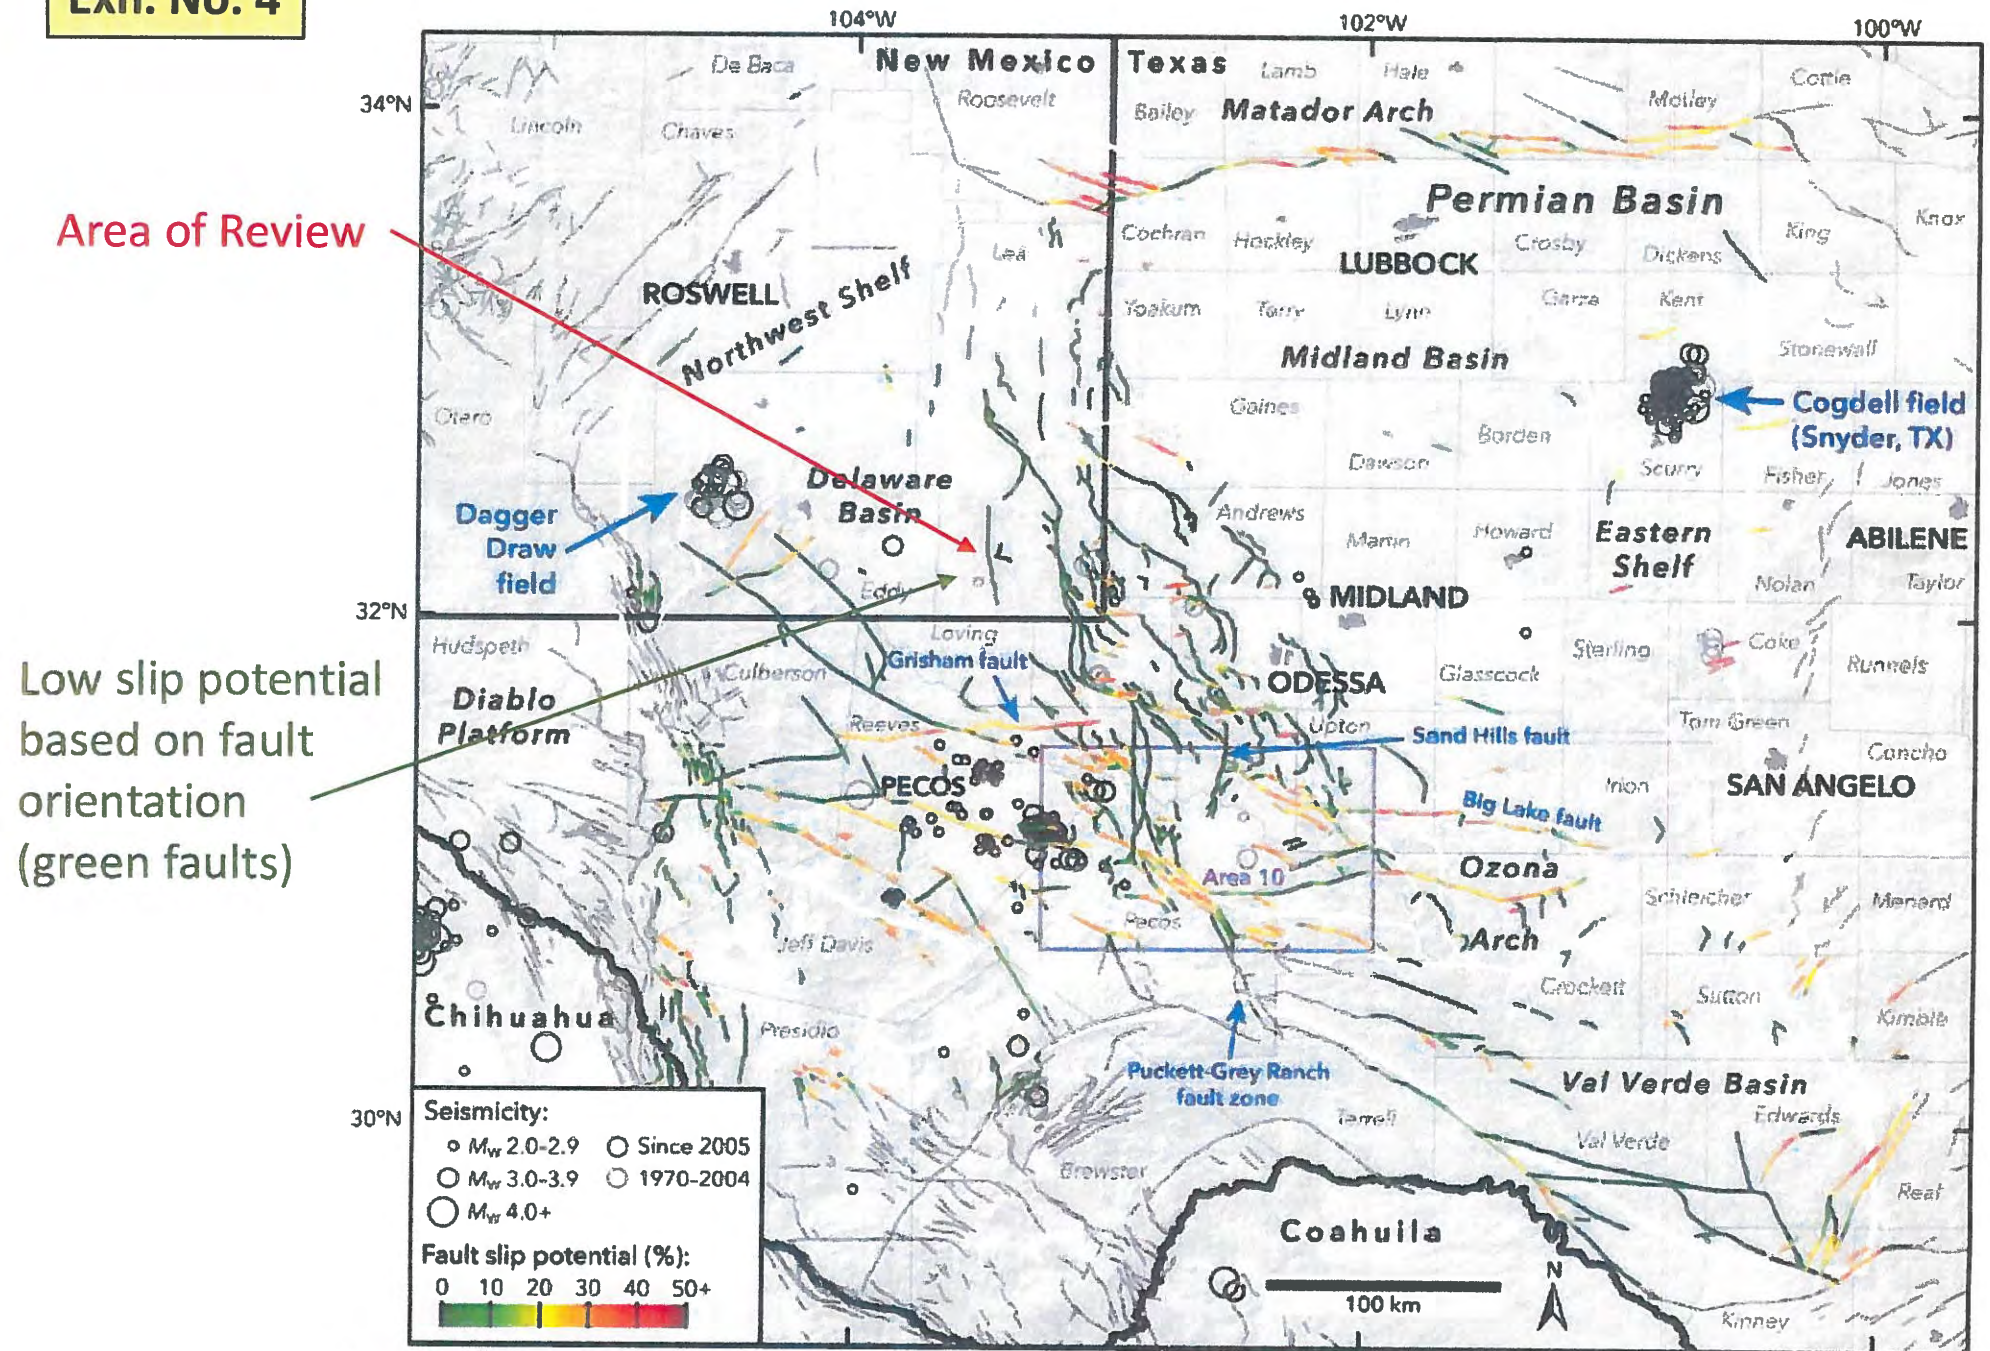 Exh. No. 4
104°W
102°W
100°W
34°N
32°N
30°N
New Mexico
Texas
De Baca
Roosevelt
Lamb
Hale
Motley
Cottle
Bailey
Matador Arch
Lincoln
Chaves
Permian Basin
Area of Review
Lea
Cochran
Hockley
Crosby
Dickens
King
Knox
LUBBOCK
ROSWELL
Northwest Shelf
Yoakum
Terry
Lynn
Garza
Kent
Stonewall
Midland Basin
Otero
Gaines
Borden
Dawson
Scurry
Fisher
Jones
Cogdell field
(Snyder, TX)
Dagger
Draw
field
Delaware
Basin
Andrews
Martin
Howard
Eastern
Shelf
ABILENE
Eddy
MIDLAND
Nolan
Taylor
Hudspeth
Loving
Grisham fault
Culberson
Sterling
Coke
Runnels
Low slip potential
based on fault
orientation
(green faults)
Diablo
Platform
ODESSA
Glasscock
Reeves
Upton
Sand Hills fault
Tom Green
Concho
PECOS
Irion
SAN ANGELO
Big Lake fault
Area 10
Ozona
Arch
Schleicher
Menard
Pecos
Jeff Davis
Crockett
Sutton
Kimble
Chihuahua
Presidio
Puckett-Grey Ranch
fault zone
Val Verde Basin
Terrell
Edwards
Val Verde
Brewster
Real
Coahuila
N
100 km
Kinney
Seismicity:
Mw 2.0-2.9
Since 2005
Mw 3.0-3.9
1970-2004
Mw 4.0+
Fault slip potential (%):
0 10 20 30 40 50+